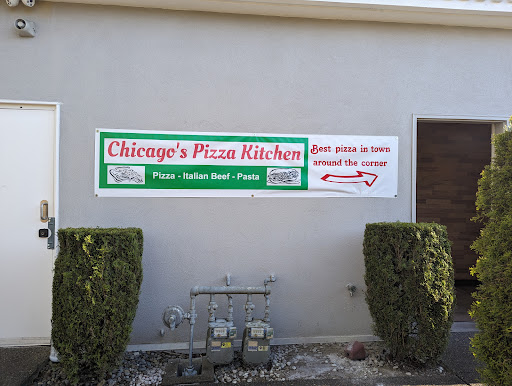 Chicago's Pizza Kitchen
Pizza - Italian Beef - Pasta
Best pizza in town
around the corner